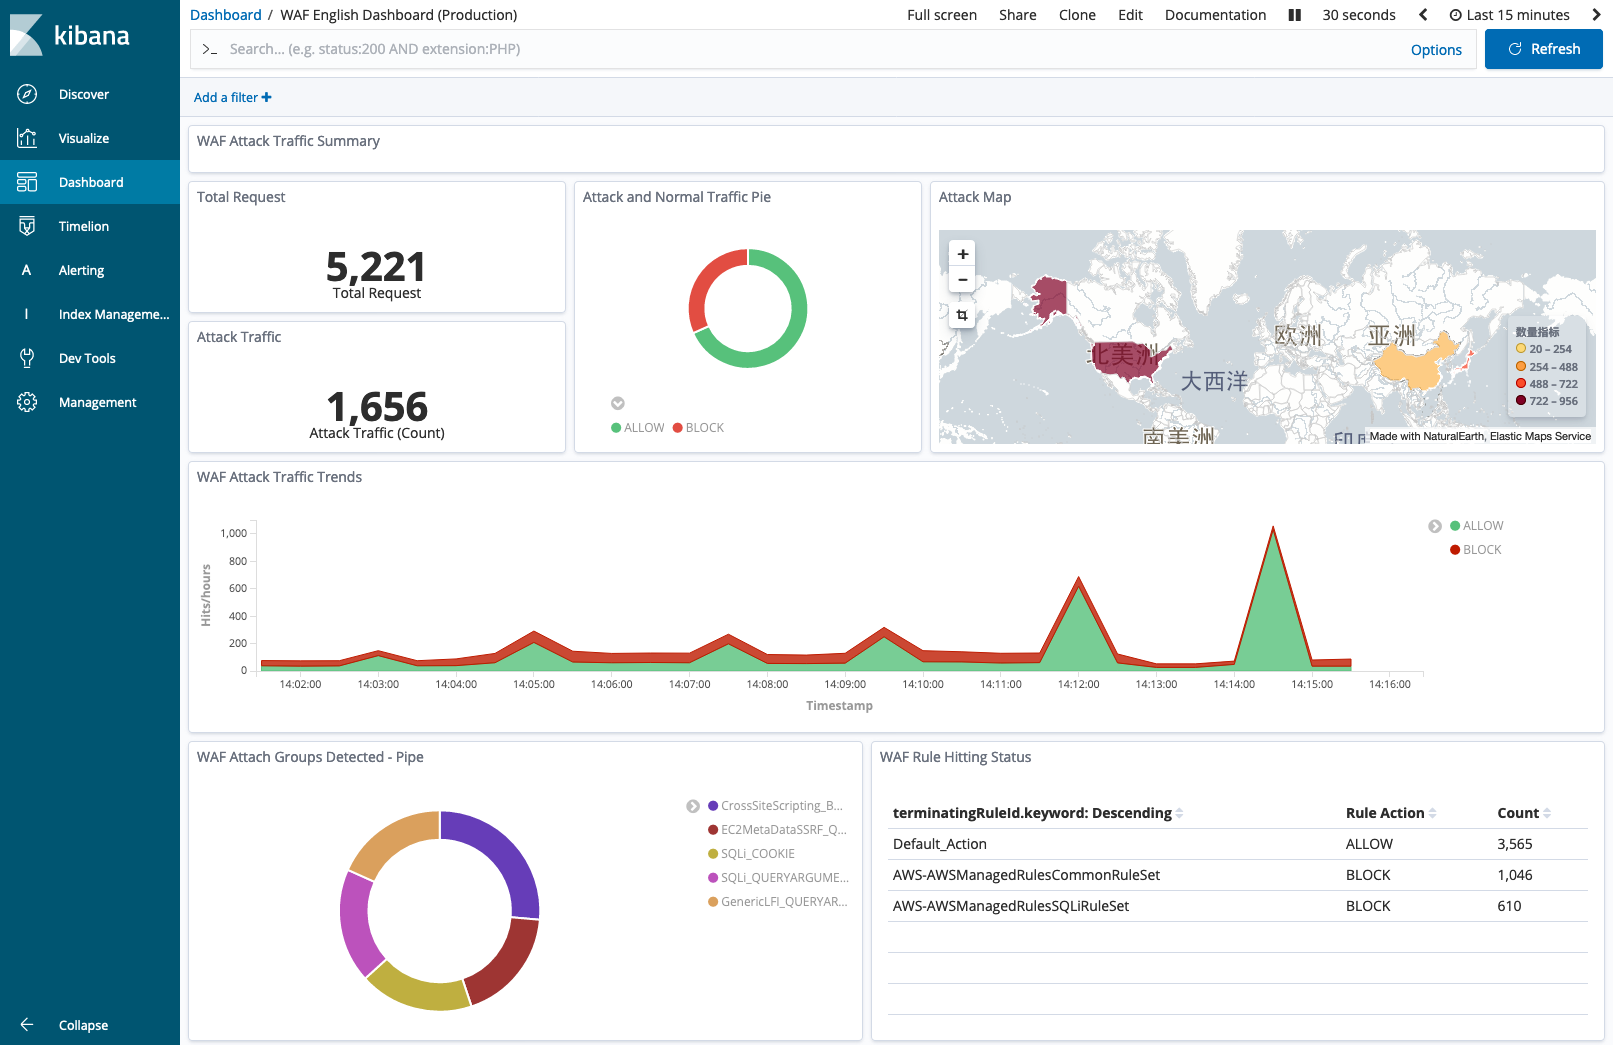 kibana
Discover
Visualize
Dashboard
Timelion
A Alerting
I Index Manageme...
Dev Tools
Management
Collapse
Dashboard / WAF English Dashboard (Production)
Full screen Share Clone Edit Documentation 30 seconds Last 15 minutes
>_ Search... (e.g. status:200 AND extension:PHP) Options Refresh
Add a filter +
WAF Attack Traffic Summary
Total Request
5,221
Total Request
Attack Traffic
1,656
Attack Traffic (Count)
Attack and Normal Traffic Pie
ALLOW BLOCK
Attack Map
+
−
欧洲 亚洲
北美洲
大西洋
南美洲
数量指标
20 – 254
254 – 488
488 – 722
722 – 956
Made with NaturalEarth, Elastic Maps Service
WAF Attack Traffic Trends
Hits/hours
1,000
800
600
400
200
0
14:02:00 14:03:00 14:04:00 14:05:00 14:06:00 14:07:00 14:08:00 14:09:00 14:10:00 14:11:00 14:12:00 14:13:00 14:14:00 14:15:00 14:16:00
Timestamp
ALLOW
BLOCK
WAF Attach Groups Detected - Pipe
CrossSiteScripting_B...
EC2MetaDataSSRF_Q...
SQLi_COOKIE
SQLi_QUERYARGUME...
GenericLFI_QUERYAR...
WAF Rule Hitting Status
terminatingRuleId.keyword: Descending Rule Action Count
Default_Action ALLOW 3,565
AWS-AWSManagedRulesCommonRuleSet BLOCK 1,046
AWS-AWSManagedRulesSQLiRuleSet BLOCK 610